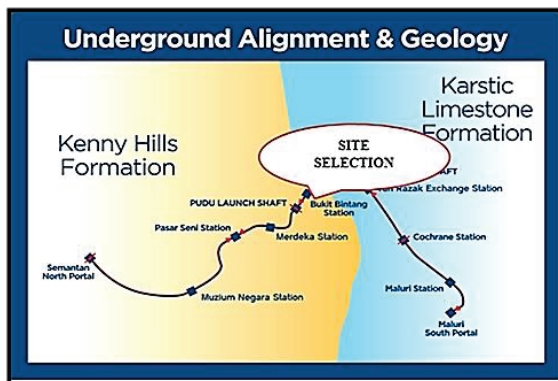 Underground Alignment & Geology
Karstic
Limestone
Formation
Kenny Hills
Formation
SITE
SELECTION
PUDU LAUNCH SHAFT
Bukit Bintang
Station
Razak Exchange Station
Pasar Seni Station
Merdeka Station
Cochrane Station
Semantan
North Portal
Muzium Negara Station
Maluri Station
Maluri
South Portal